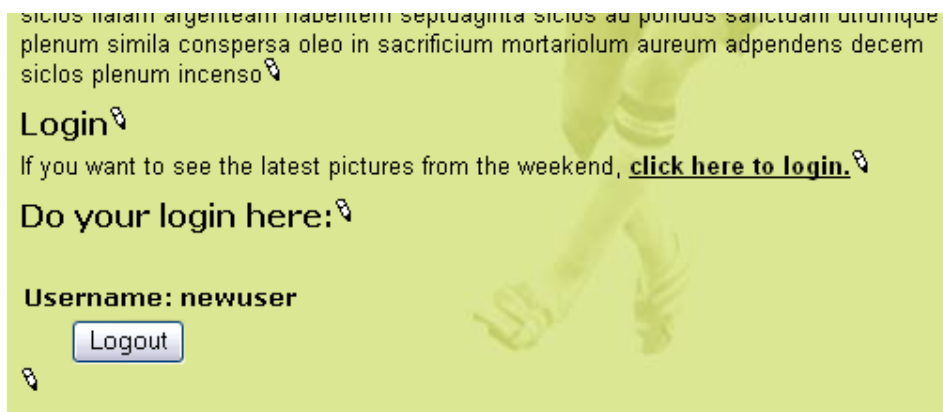 siclos fialam argenteam habentem septuaginta siclos ad pondus sanctuarii utrumque
plenum simila conspersa oleo in sacrificium mortariolum aureum adpendens decem
siclos plenum incenso
Login
If you want to see the latest pictures from the weekend, click here to login.
Do your login here:
Username: newuser
Logout